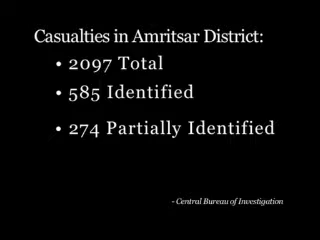 Casualties in Amritsar District:
• 2097 Total
• 585 Identified
• 274 Partially Identified
- Central Bureau of Investigation